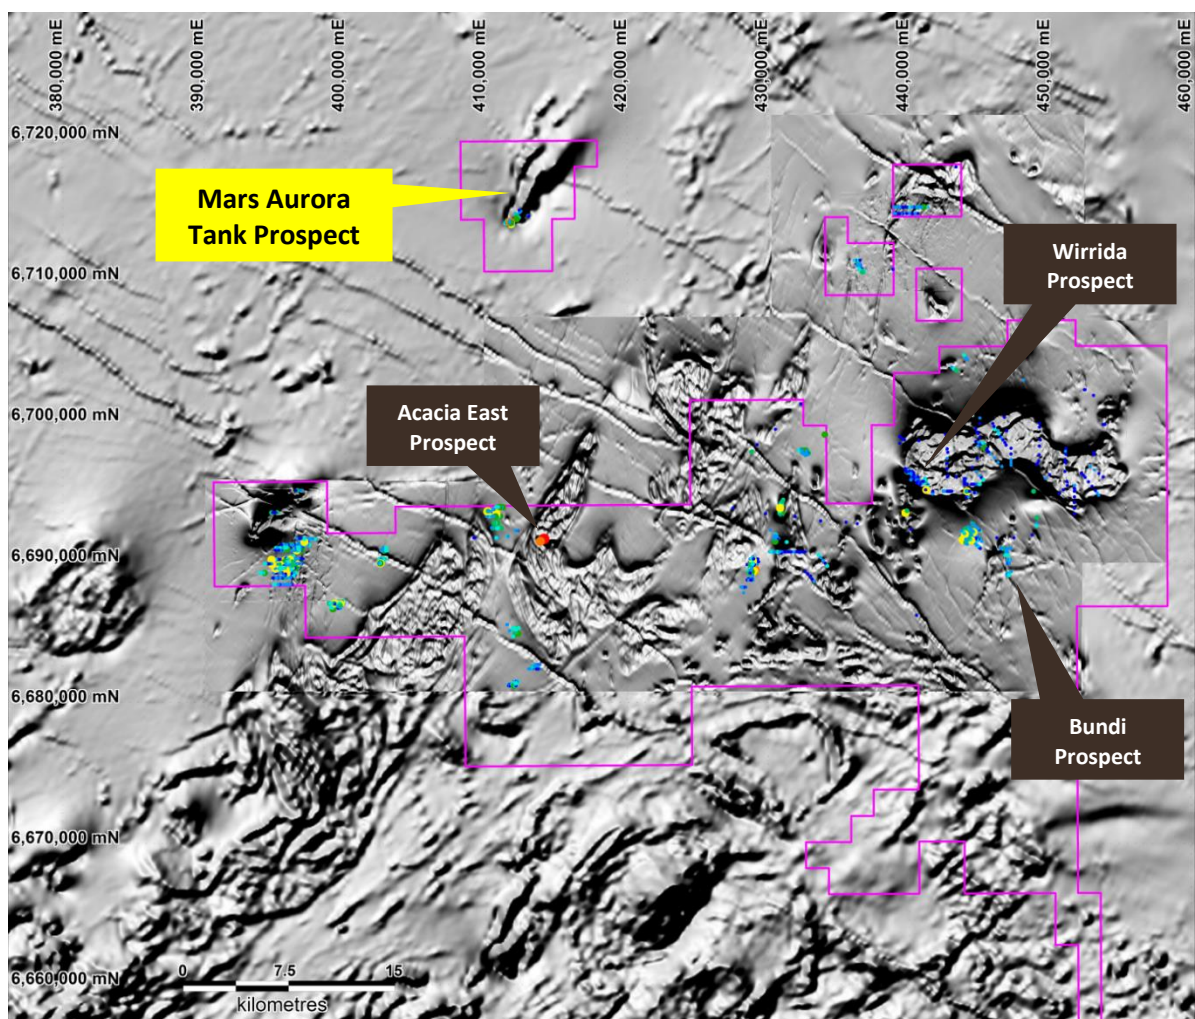 380,000 mE
390,000 mE
400,000 mE
410,000 mE
420,000 mE
430,000 mE
440,000 mE
450,000 mE
460,000 mE
6,720,000 mN
Mars Aurora
Tank Prospect
Wirrida
Prospect
6,710,000 mN
Acacia East
Prospect
6,700,000 mN
6,690,000 mN
6,680,000 mN
Bundi
Prospect
6,670,000 mN
6,660,000 mN
0 7.5 15
kilometres